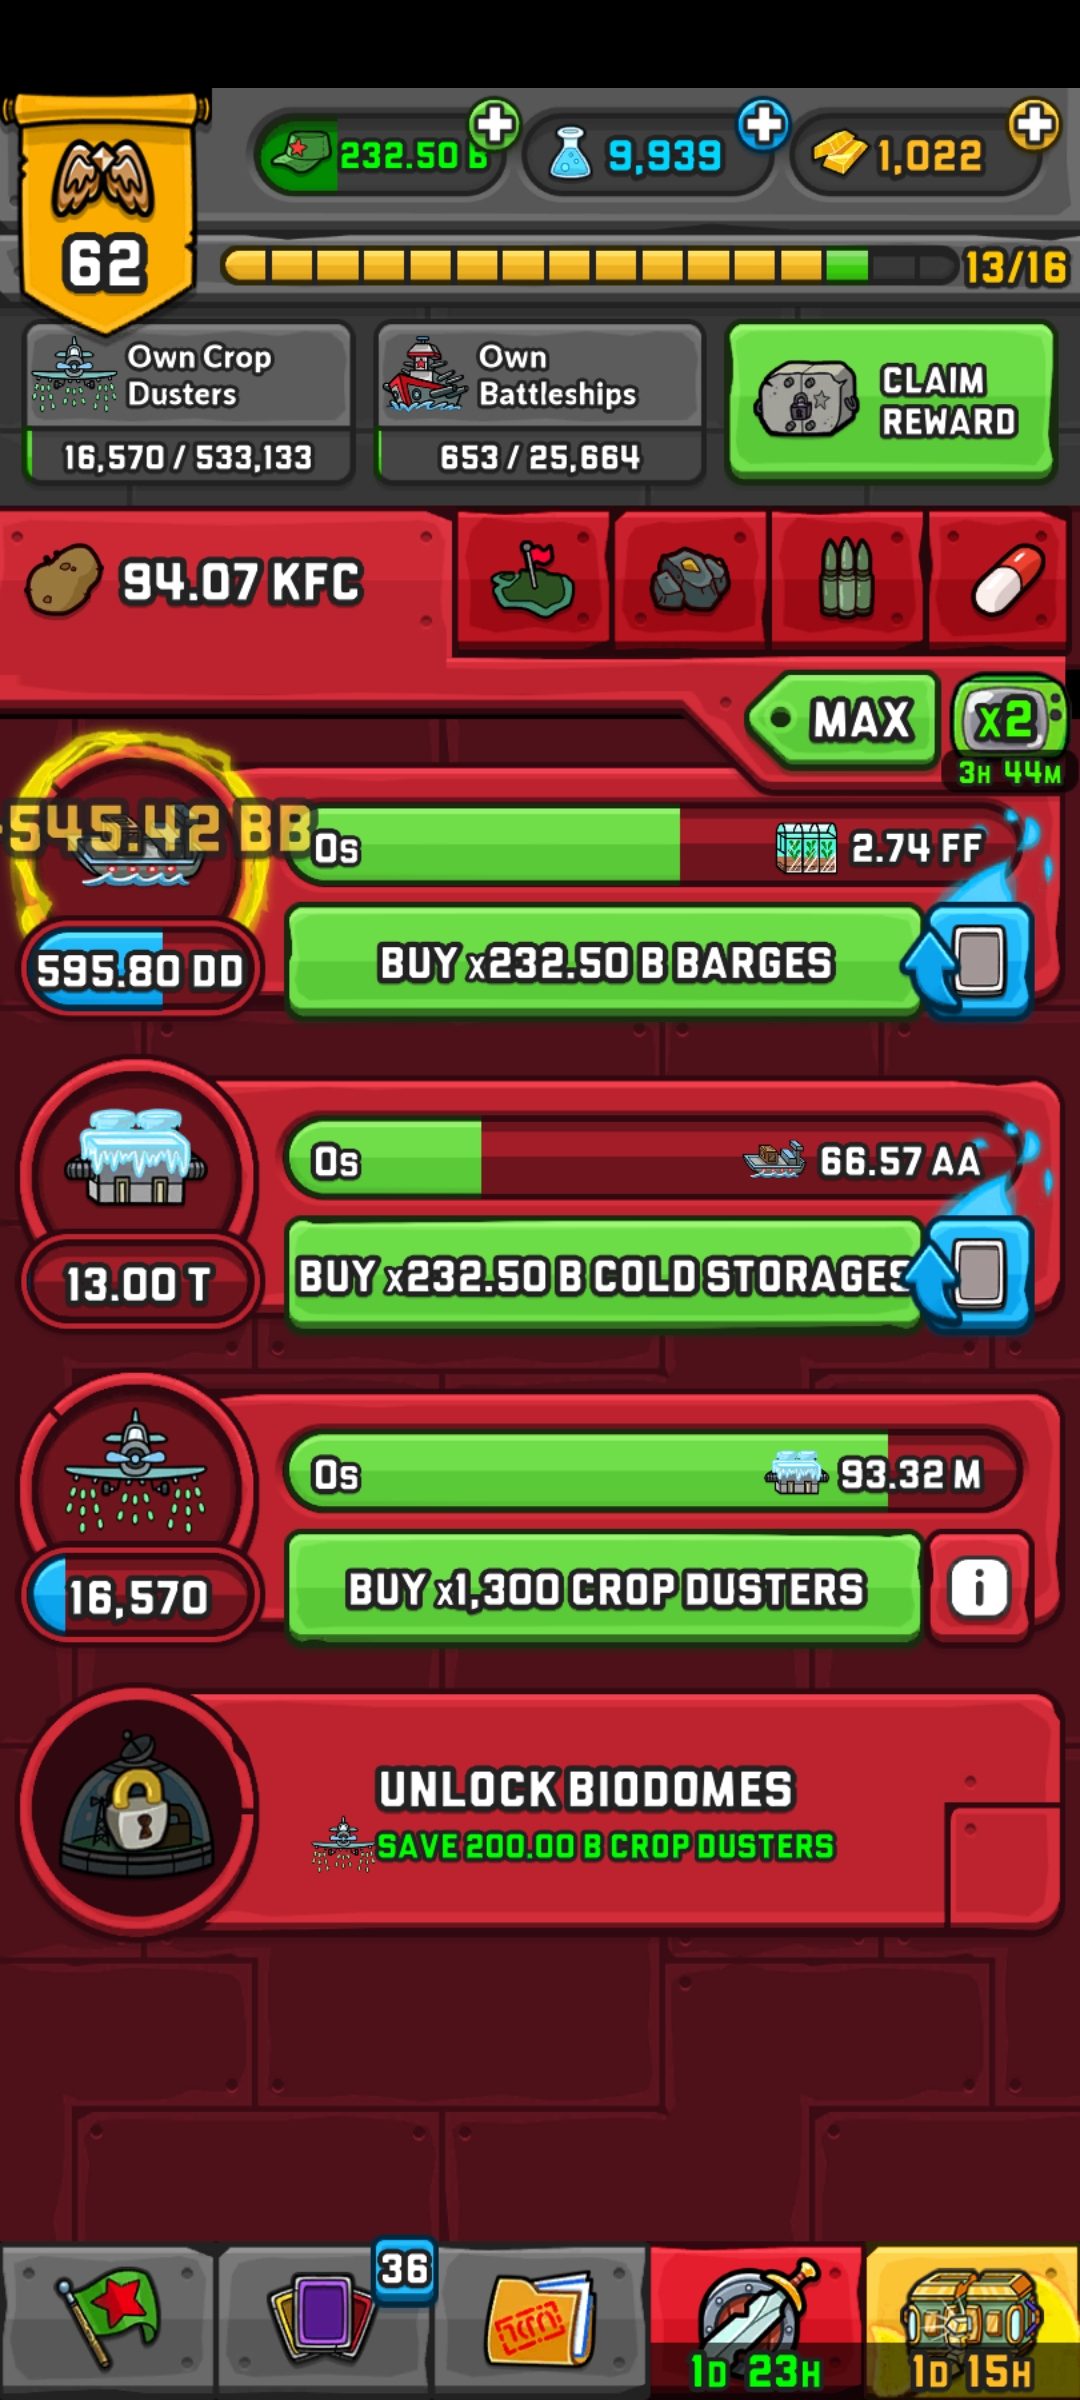 232.50 B
9,939
1,022
62
13/16
Own Crop
Dusters
16,570 / 533,133
Own
Battleships
653 / 25,664
CLAIM
REWARD
94.07 KFC
MAX
x2
3H 44M
-545.42 BB
0s
2.74 FF
595.80 DD
BUY x232.50 B BARGES
0s
66.57 AA
13.00 T
BUY x232.50 B COLD STORAGES
0s
93.32 M
16,570
BUY x1,300 CROP DUSTERS
i
UNLOCK BIODOMES
SAVE 200.00 B CROP DUSTERS
36
1D 23H
1D 15H